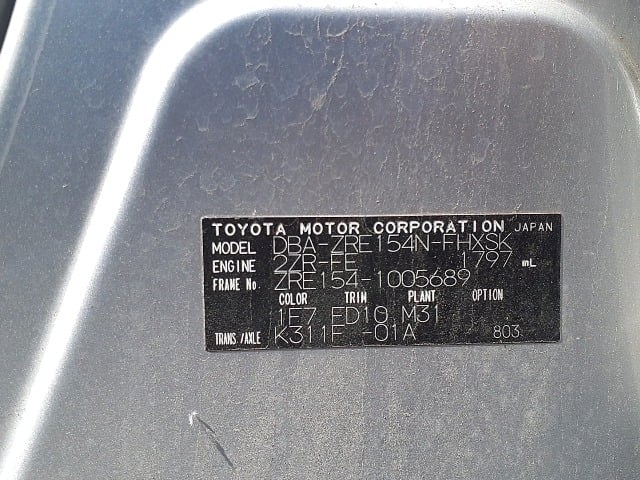 TOYOTA MOTOR CORPORATION JAPAN
MODEL DBA-ZRE154N-FHXSK
ENGINE 2ZR-FE 1797 mL
FRAME No. ZRE154-1005689
COLOR TRIM PLANT OPTION
1E7 FD10 M31
TRANS./AXLE K311F -01A 803